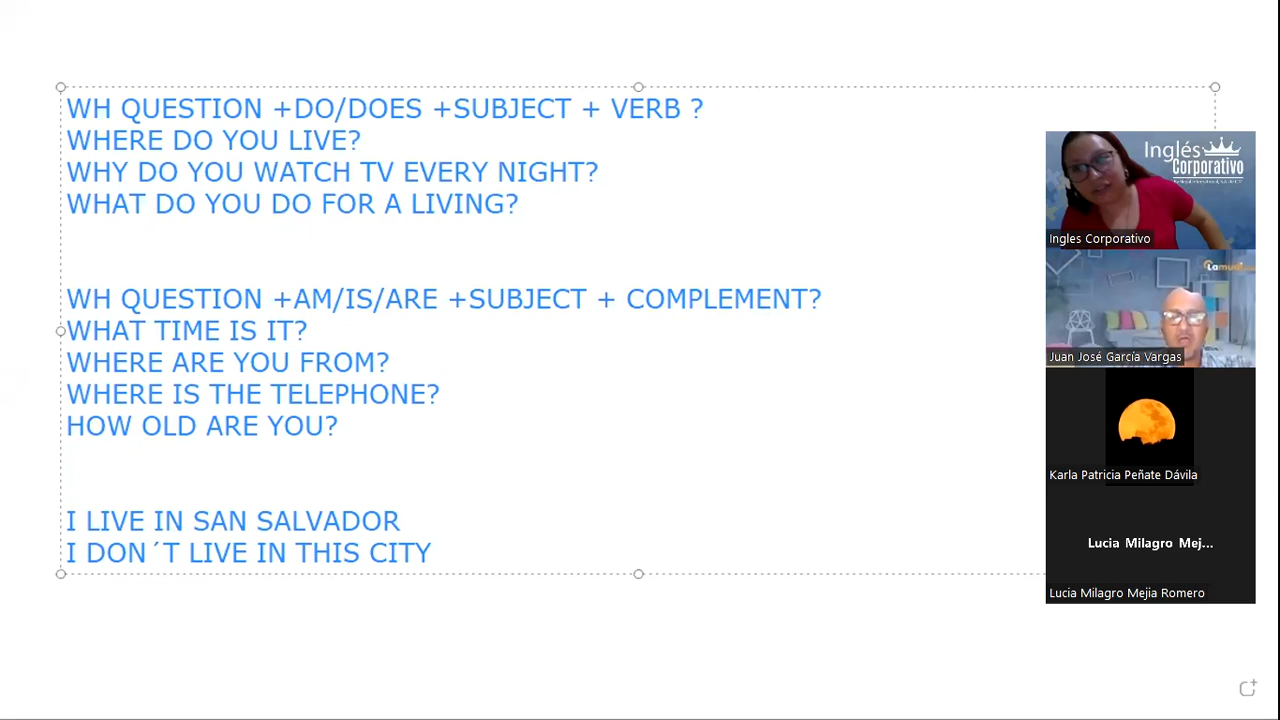 WH QUESTION +DO/DOES +SUBJECT + VERB ?
WHERE DO YOU LIVE?
WHY DO YOU WATCH TV EVERY NIGHT?
WHAT DO YOU DO FOR A LIVING?
WH QUESTION +AM/IS/ARE +SUBJECT + COMPLEMENT?
WHAT TIME IS IT?
WHERE ARE YOU FROM?
WHERE IS THE TELEPHONE?
HOW OLD ARE YOU?
I LIVE IN SAN SALVADOR
I DON´T LIVE IN THIS CITY
Inglés
Corporativo
Ingles Corporativo
Juan José García Vargas
Karla Patricia Peñate Dávila
Lucia Milagro Mej...
Lucia Milagro Mejia Romero